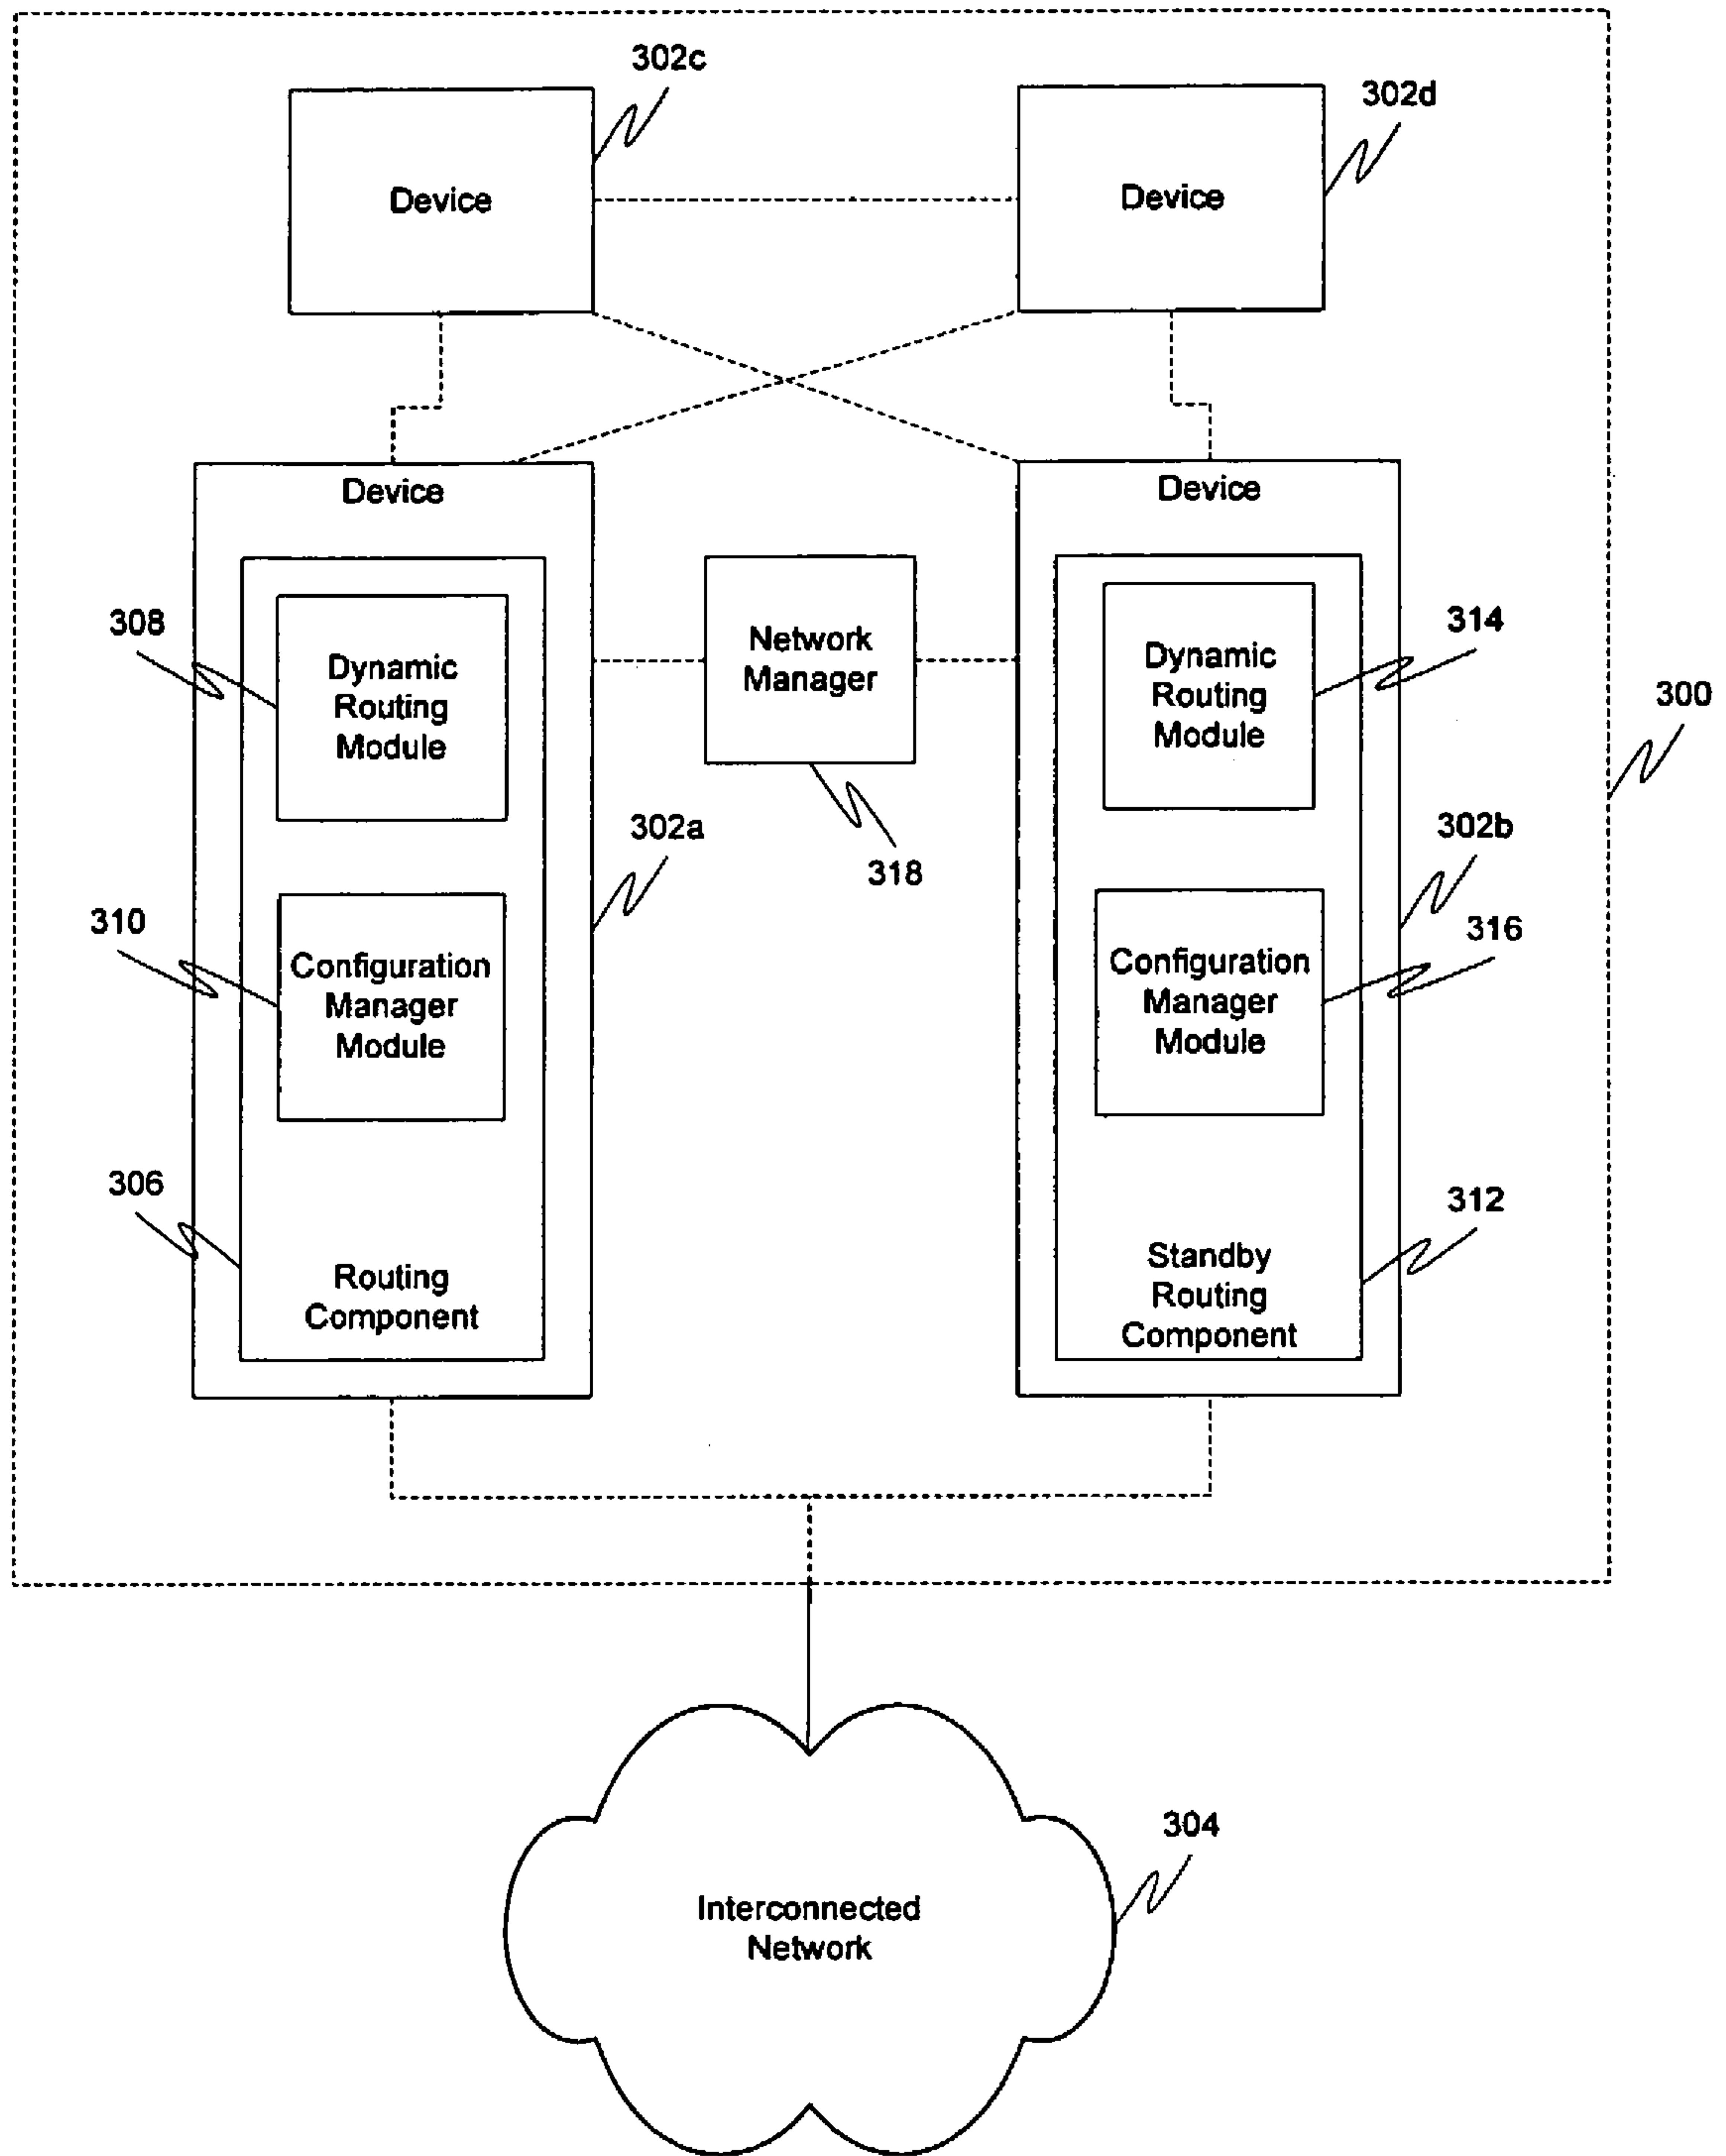 302c
302d
Device
Device
Device
Device
308
Dynamic
Routing
Module
Network
Manager
Dynamic
Routing
Module
314
300
302a
318
302b
310
Configuration
Manager
Module
Configuration
Manager
Module
316
306
Routing
Component
Standby
Routing
Component
312
304
Interconnected
Network